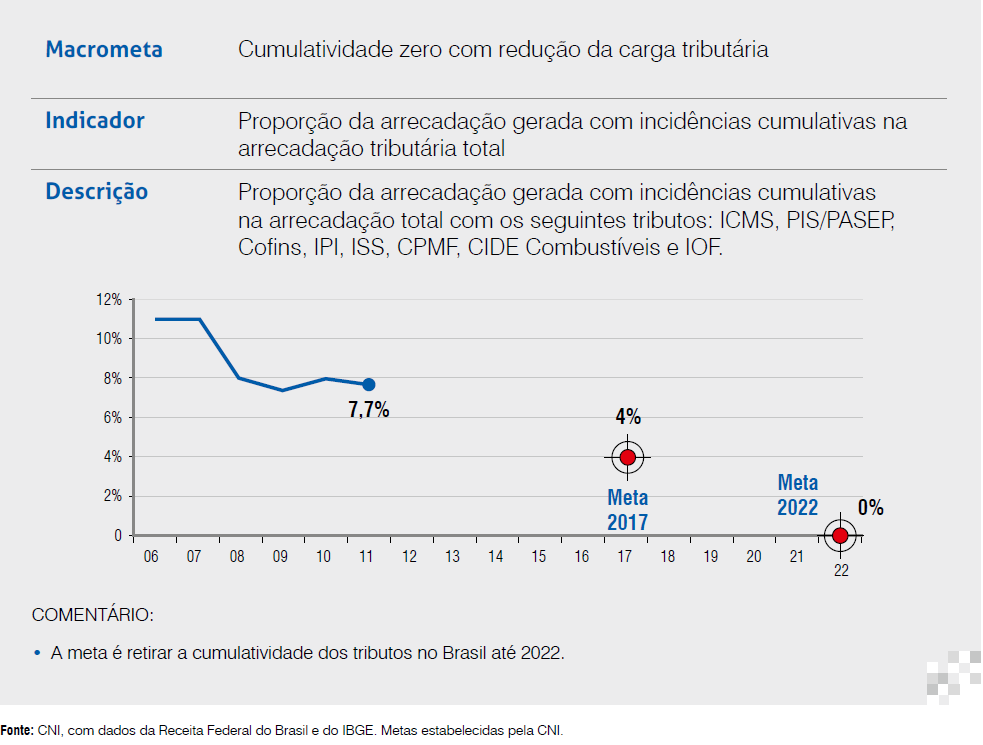 Macrometa
Cumulatividade zero com redução da carga tributária
Indicador
Proporção da arrecadação gerada com incidências cumulativas na
arrecadação tributária total
Descrição
Proporção da arrecadação gerada com incidências cumulativas
na arrecadação total com os seguintes tributos: ICMS, PIS/PASEP,
Cofins, IPI, ISS, CPMF, CIDE Combustíveis e IOF.
12%
10%
8%
6%
4%
2%
0
7,7%
4%
Meta
2017
Meta
2022
0%
06 07 08 09 10 11 12 13 14 15 16 17 18 19 20 21
22
COMENTÁRIO:
• A meta é retirar a cumulatividade dos tributos no Brasil até 2022.
Fonte: CNI, com dados da Receita Federal do Brasil e do IBGE. Metas estabelecidas pela CNI.